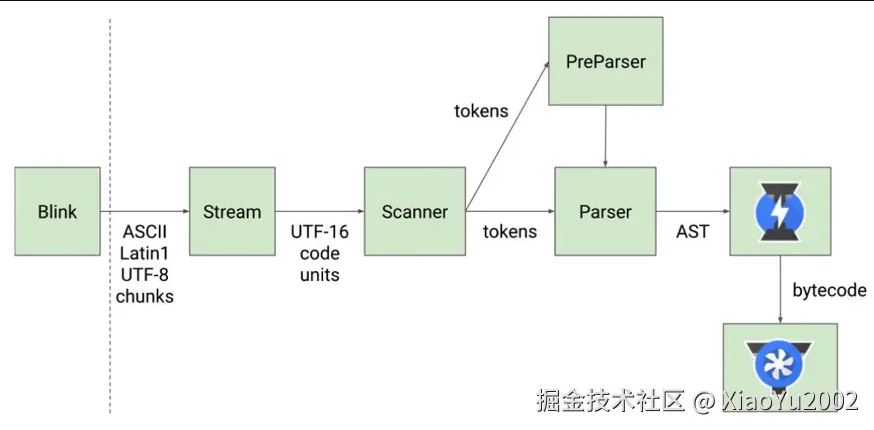 PreParser
tokens
Blink
ASCII
Latin1
UTF-8
chunks
Stream
UTF-16
code
units
Scanner
tokens
Parser
AST
bytecode
掘金技术社区 @ XiaoYu2002